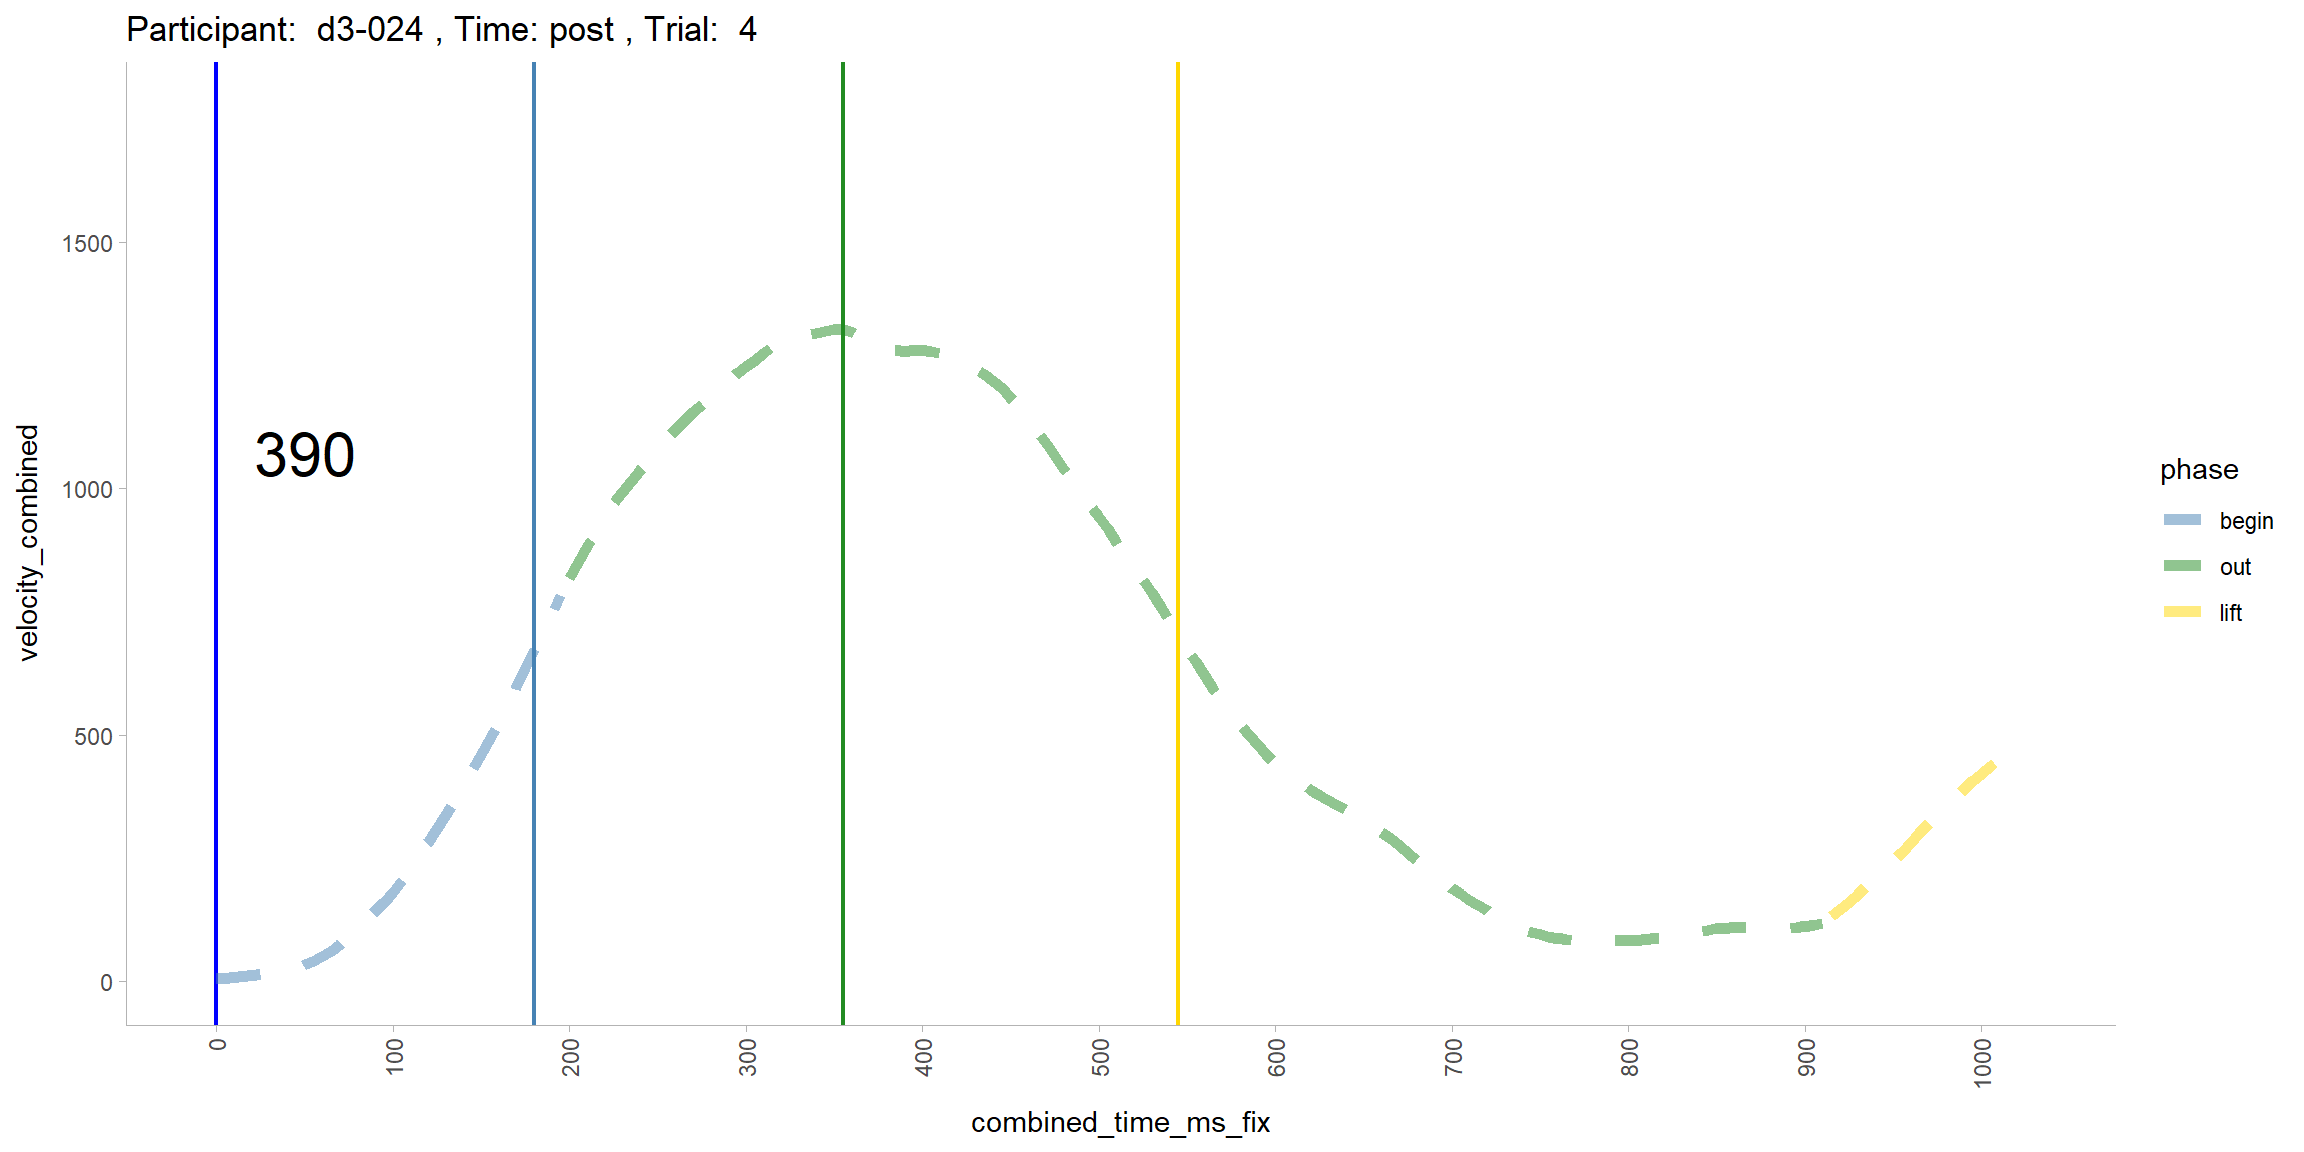 Participant:  d3-024 , Time: post , Trial:  4
velocity_combined
1500
1000
500
0
390
0
100
200
300
400
500
600
700
800
900
1000
combined_time_ms_fix
phase
begin
out
lift